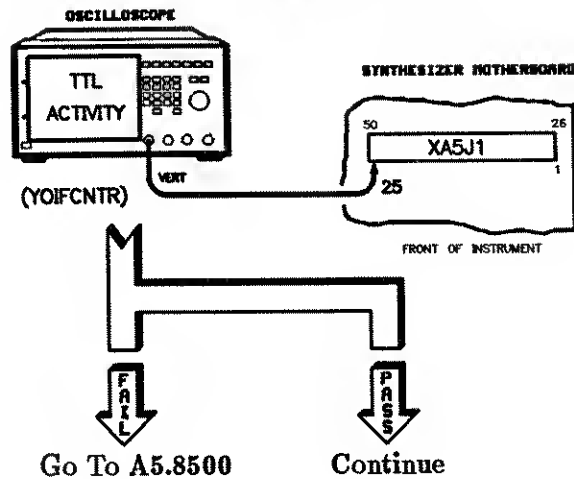 OSCILLOSCOPE
TTL
ACTIVITY
VERT
(YOIFCNTR)
SYNTHESIZER MOTHERBOARD
50
26
XA5J1
25
1
FRONT OF INSTRUMENT
FAIL
PASS
Go To A5.8500
Continue